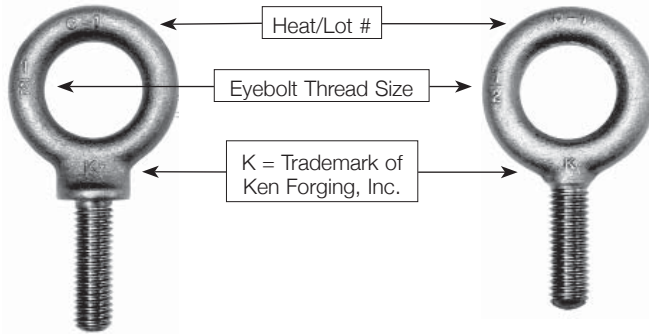 Heat/Lot #
Eyebolt Thread Size
K = Trademark of
Ken Forging, Inc.
K
K